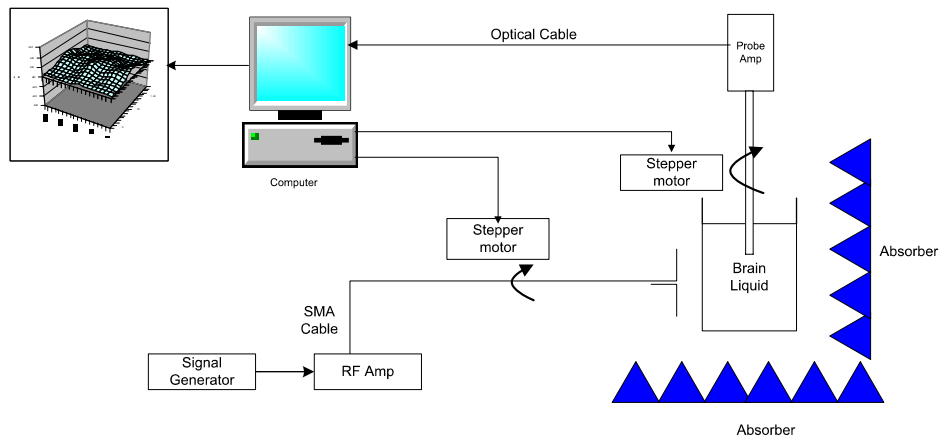 Optical Cable
Probe
Amp
Computer
Stepper
motor
Stepper
motor
Brain
Liquid
Absorber
SMA
Cable
Signal
Generator
RF Amp
Absorber